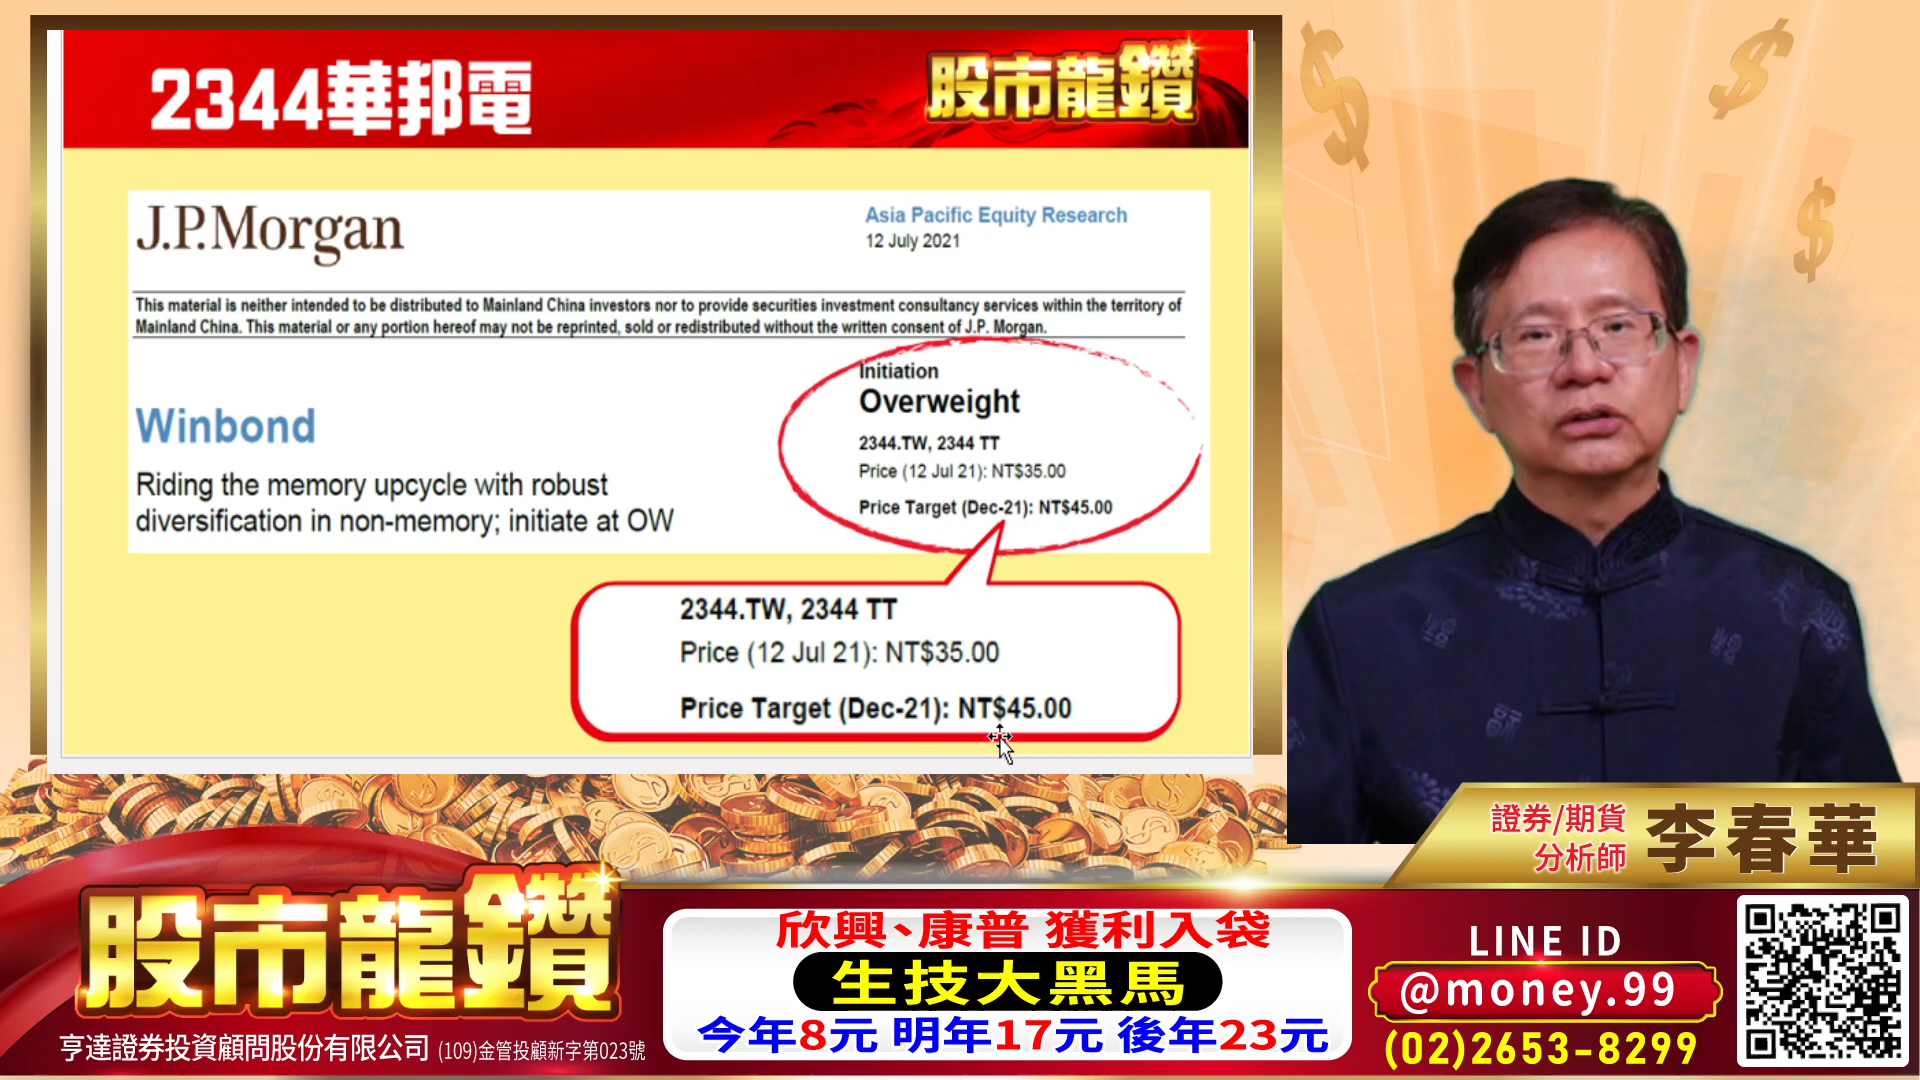 2344華邦電
股市龍鑽
J.P.Morgan
Asia Pacific Equity Research
12 July 2021
This material is neither intended to be distributed to Mainland China investors nor to provide securities investment consultancy services within the territory of
Mainland China. This material or any portion hereof may not be reprinted, sold or redistributed without the written consent of J.P. Morgan.
Initiation
Overweight
2344.TW, 2344 TT
Price (12 Jul 21): NT$35.00
Price Target (Dec-21): NT$45.00
Winbond
Riding the memory upcycle with robust
diversification in non-memory; initiate at OW
2344.TW, 2344 TT
Price (12 Jul 21): NT$35.00
Price Target (Dec-21): NT$45.00
證券/期貨
分析師
李春華
股市龍鑽
亨達證券投資顧問股份有限公司 (109)金管投顧新字第023號
欣興、康普 獲利入袋
生技大黑馬
今年8元 明年17元 後年23元
LINE ID
@money.99
(02)2653-8299